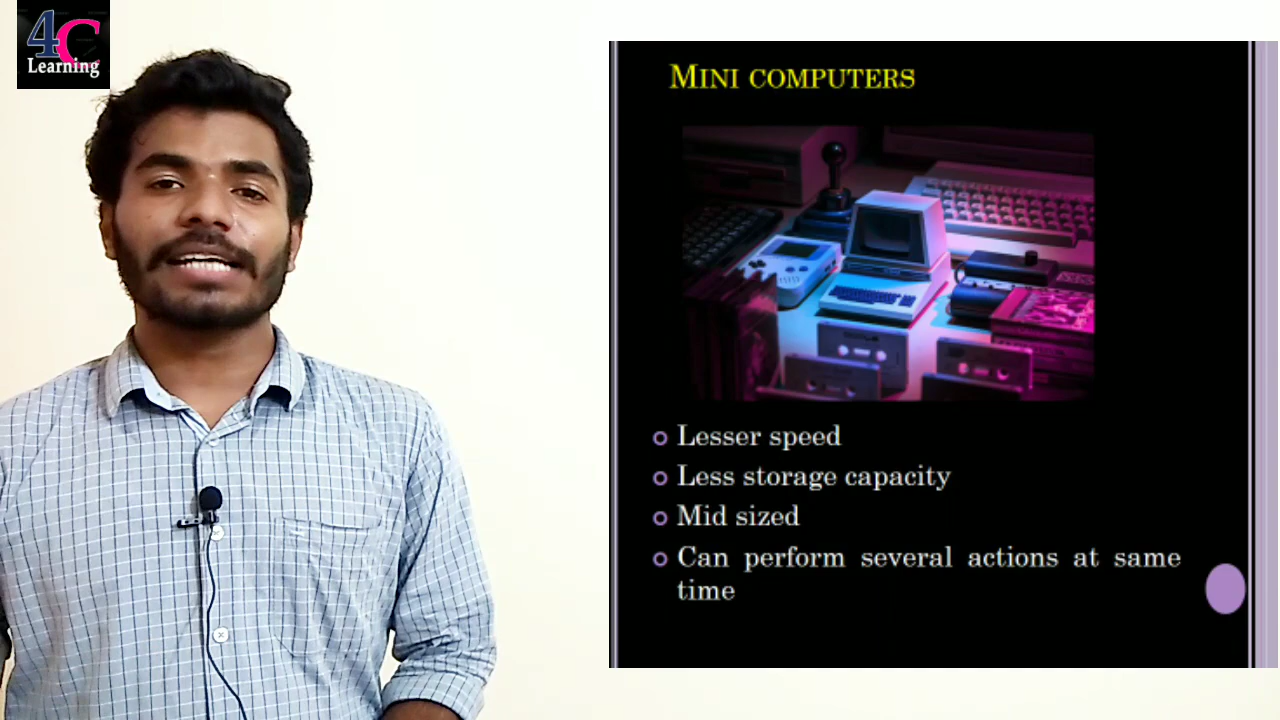 4C
Learning
MINI COMPUTERS
Lesser speed
Less storage capacity
Mid sized
Can perform several actions at same
time